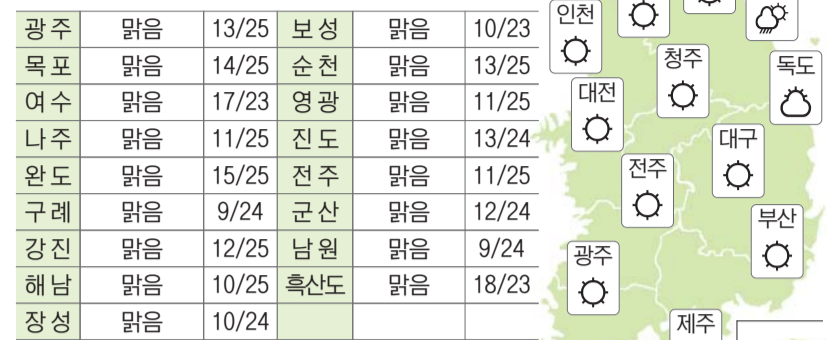 광주 맑음 13/25 보성 맑음 10/23
목포 맑음 14/25 순천 맑음 13/25
여수 맑음 17/23 영광 맑음 11/25
나주 맑음 11/25 진도 맑음 13/24
완도 맑음 15/25 전주 맑음 11/25
구례 맑음 9/24 군산 맑음 12/24
강진 맑음 12/25 남원 맑음 9/24
해남 맑음 10/25 흑산도 맑음 18/23
장성 맑음 10/24
인천
청주
독도
대전
대구
전주
부산
광주
제주